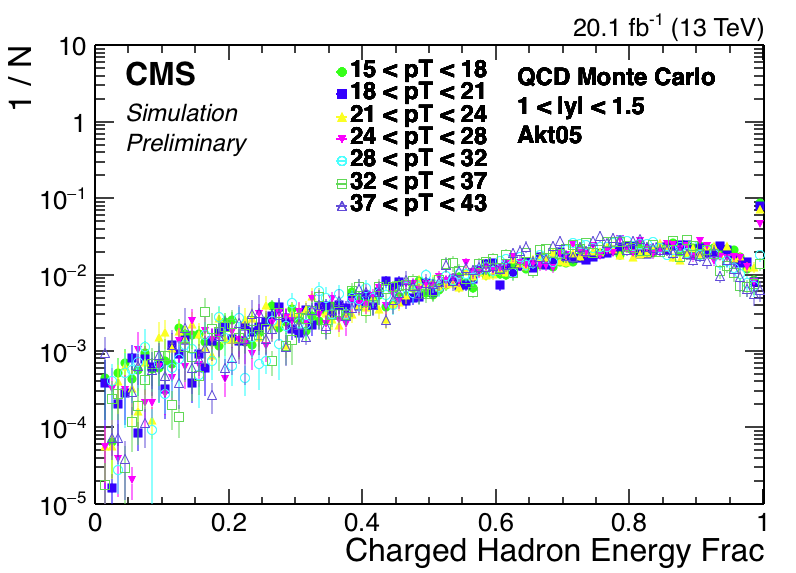 20.1 fb⁻¹ (13 TeV)
1 / N
CMS
Simulation
Preliminary
15 < pT < 18
18 < pT < 21
21 < pT < 24
24 < pT < 28
28 < pT < 32
32 < pT < 37
37 < pT < 43
QCD Monte Carlo
1 < |y| < 1.5
Akt05
10
1
10⁻¹
10⁻²
10⁻³
10⁻⁴
10⁻⁵
0 0.2 0.4 0.6 0.8 1
Charged Hadron Energy Frac